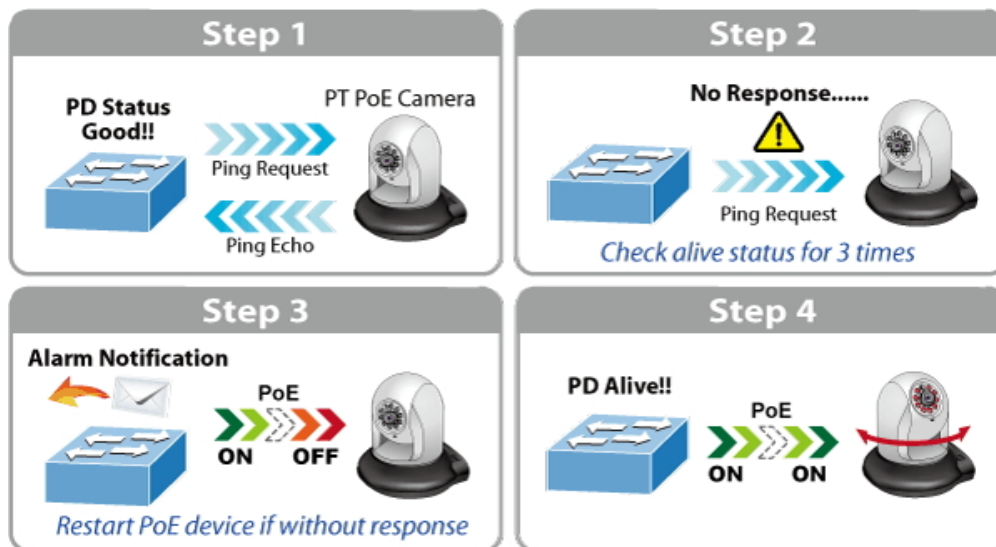 Step 1
PD Status
Good!!
PT PoE Camera
Ping Request
Ping Echo
Step 2
No Response......
Ping Request
Check alive status for 3 times
Step 3
Alarm Notification
PoE
ON OFF
Restart PoE device if without response
Step 4
PD Alive!!
PoE
ON ON